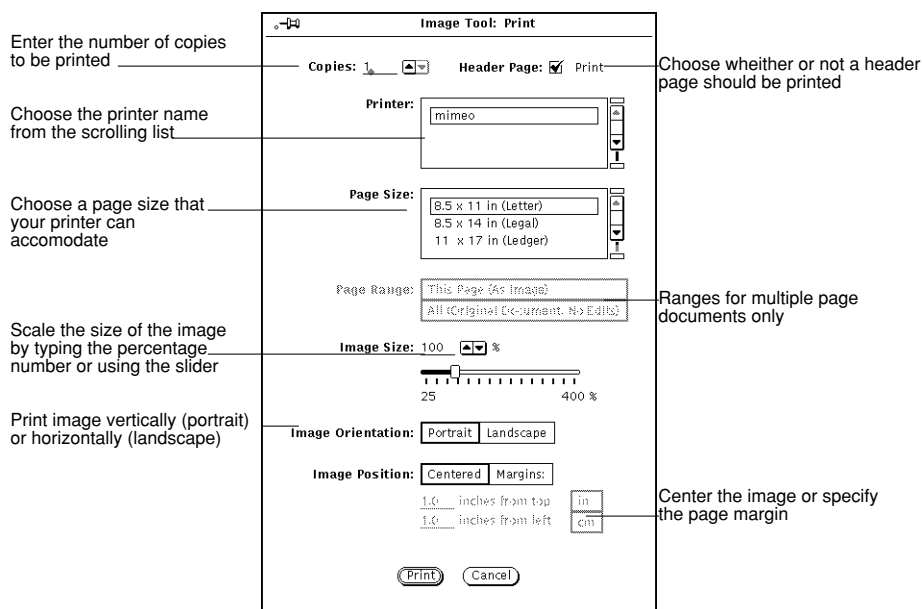 Image Tool: Print
Enter the number of copies
to be printed
Copies: 1
Header Page: Print
Choose wheither or not a header
page should be printed
Choose the printer name
from the scrolling list
Printer:
mimeo
Choose a page size that
your printer can
accomodate
Page Size:
8.5 x 11 in (Letter)
8.5 x 14 in (Legal)
11 x 17 in (Ledger)
Page Range:
This Page (As Image)
All (Original Document, No Edits)
Ranges for multiple page
documents only
Scale the size of the image
by typing the percentage
number or using the slider
Image Size: 100 %
25 400 %
Print image vertically (portrait)
or horizontally (landscape)
Image Orientation: Portrait Landscape
Image Position: Centered Margins:
1.0 inches from top in
1.0 inches from left cm
Center the image or specify
the page margin
Print Cancel